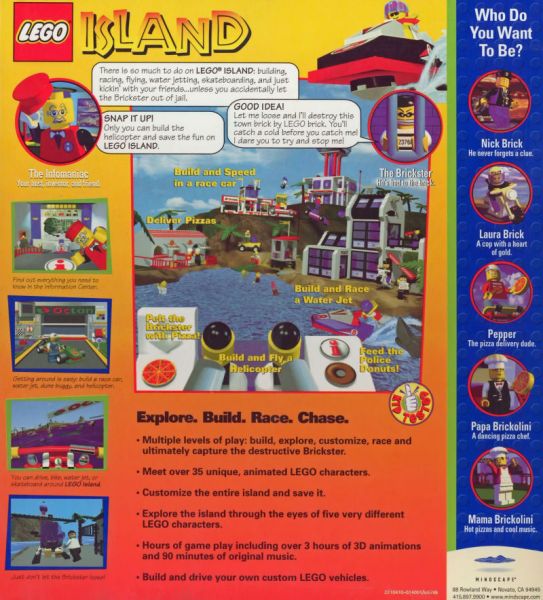 LEGO
ISLAND
There is so much to do on LEGO® ISLAND: building,
racing, flying, water jetting, skateboarding, and just
kickin' with your friends...unless you accidentally let
the Brickster out of jail.
SNAP IT UP!
Only you can build the
helicopter and save the fun on
LEGO ISLAND.
GOOD IDEA!
Let me loose and I'll destroy this
town brick by LEGO brick. You'll
catch a cold before you catch me!
I dare you to try and stop me!
The Infomaniac
Your host, inventor, and friend.
The Brickster
Find out everything you need to
know in the Information Center.
Getting around is easy: build a race car,
water jet, dune buggy, and helicopter.
You can drive, bike, water jet, or
skateboard around LEGO Island.
Just don't let the Brickster loose!
Build and Speed
in a race car
Deliver Pizzas
Build and Race
a Water Jet
Pelt the
Brickster
with Pizza!
Build and Fly a
Helicopter
Feed the
Police
Donuts!
Explore. Build. Race. Chase.
• Multiple levels of play: build, explore, customize, race and
ultimately capture the destructive Brickster.
• Meet over 35 unique, animated LEGO characters.
• Customize the entire island and save it.
• Explore the island through the eyes of five very different
LEGO characters.
• Hours of game play including over 3 hours of 3D animations
and 90 minutes of original music.
• Build and drive your own custom LEGO vehicles.
Who Do
You Want
To Be?
Nick Brick
He never forgets a clue.
Laura Brick
A cop with a heart
of gold.
Pepper
The pizza delivery dude.
Papa Brickolini
A dancing pizza chef.
Mama Brickolini
Hot pizzas and cool music.
MINDSCAPE®
88 Rowland Way • Novato, CA 94945
415.897.9900 • www.mindscape.com